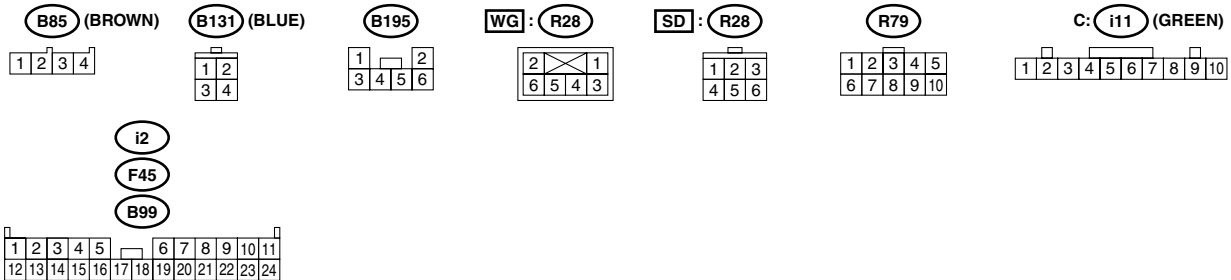 B85 (BROWN) B131 (BLUE) B195 WG : R28 SD : R28 R79 C: i11 (GREEN)
1 2 3 4
1 2
3 4
1 2
3 4 5 6
2 1
6 5 4 3
1 2 3
4 5 6
1 2 3 4 5
6 7 8 9 10
1 2 3 4 5 6 7 8 9 10
i2
F45
B99
1 2 3 4 5 6 7 8 9 10 11
12 13 14 15 16 17 18 19 20 21 22 23 24